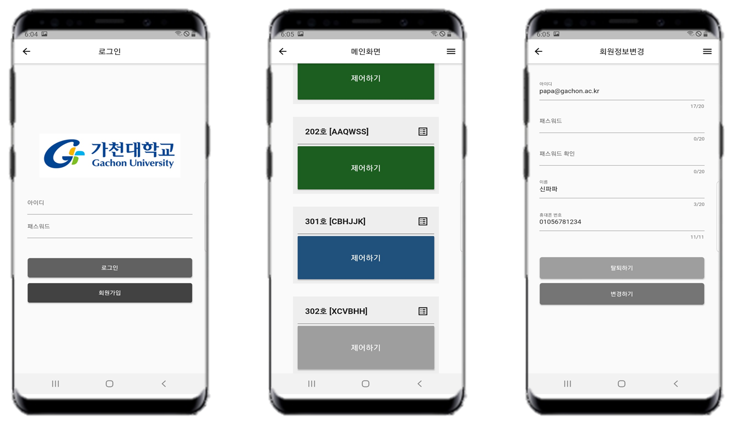 6:04
로그인
가천대학교
Gachon University
아이디
패스워드
로그인
회원가입
6:05
메인화면
제어하기
202호 [AAQWSS]
제어하기
301호 [CBHJJK]
제어하기
302호 [XCVBHH]
제어하기
6:05
회원정보변경
아이디
papa@gachon.ac.kr
17/20
패스워드
0/20
패스워드 확인
0/20
이름
신파파
3/20
휴대폰 번호
01056781234
11/11
탈퇴하기
변경하기